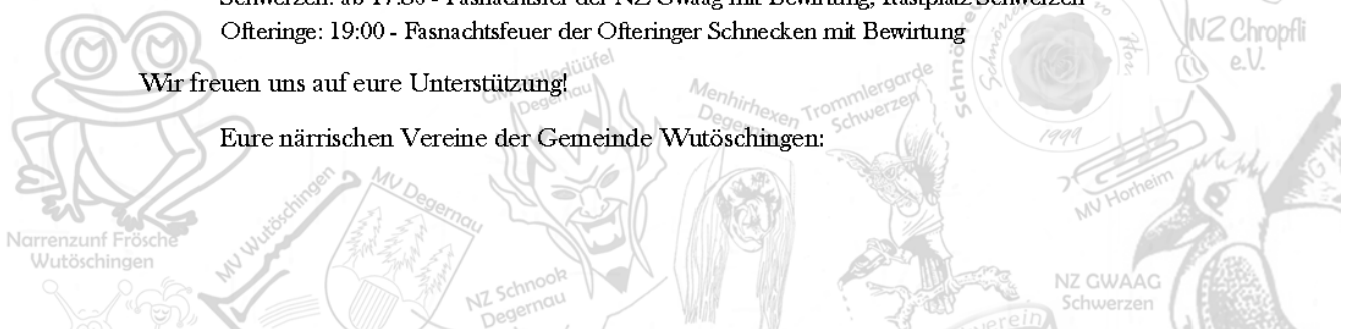 Schwerzen: ab 17:30 - Fasnachtsfür der NZ Gwaag mit Bewirtung, Rastplatz Schwerzen
Ofteringe: 19:00 - Fasnachtsfeuer der Ofteringer Schnecken mit Bewirtung
Wir freuen uns auf eure Unterstützung!
Eure närrischen Vereine der Gemeinde Wutöschingen:
NZ Chropfli
e.V.
Degernau
Menhirhexen
Trommlergarde
Schwerzen
1999
MV Horheim
MV Wutöschingen
MV Degernau
Narrenzunft Frösche
Wutöschingen
NZ Schnook
Degernau
NZ GWAAG
Schwerzen